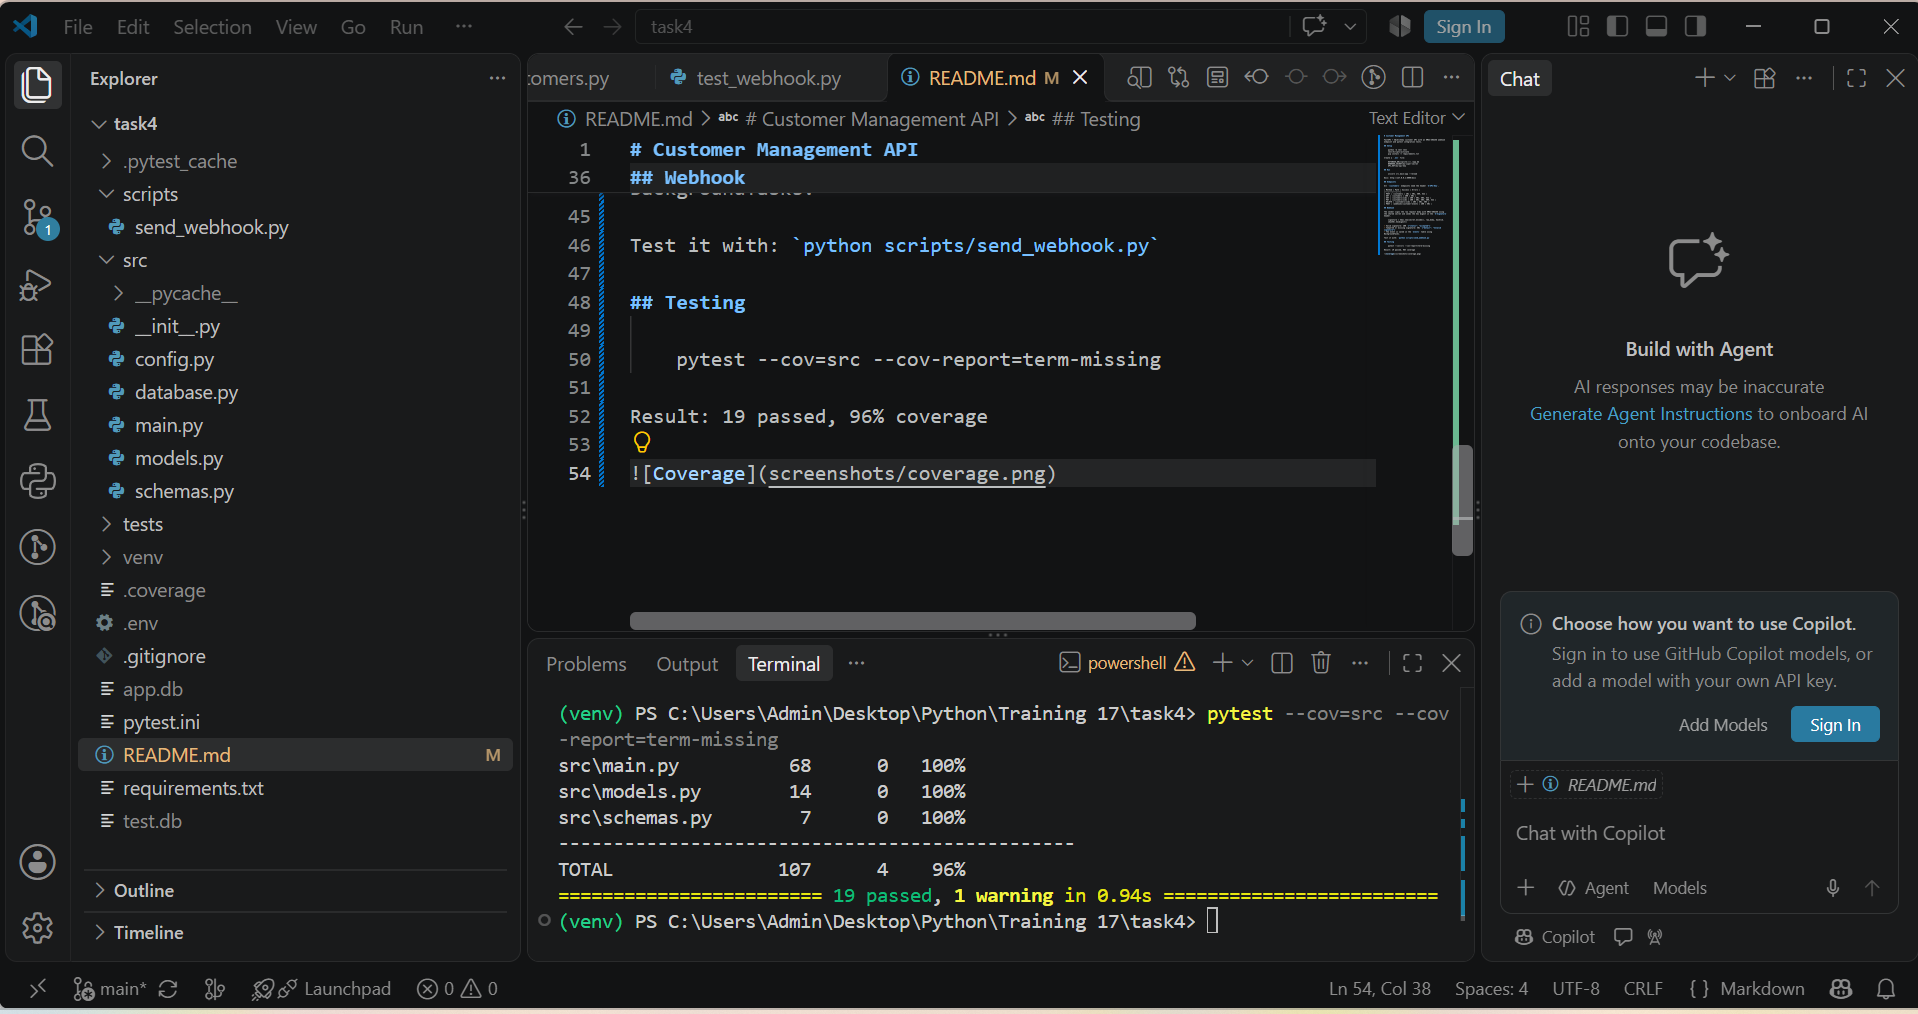 File Edit Selection View Go Run ···
task4
Sign In
Explorer
task4
.pytest_cache
scripts
send_webhook.py
src
__pycache__
__init__.py
config.py
database.py
main.py
models.py
schemas.py
tests
venv
.coverage
.env
.gitignore
app.db
pytest.ini
README.md M
requirements.txt
test.db
Outline
Timeline
1
tomers.py
test_webhook.py
README.md M
README.md > abc # Customer Management API > abc ## Testing
Text Editor
1 # Customer Management API
36 ## Webhook
45
46 Test it with: `python scripts/send_webhook.py`
47
48 ## Testing
49
50 pytest --cov=src --cov-report=term-missing
51
52 Result: 19 passed, 96% coverage
53
54 ![Coverage](screenshots/coverage.png)
Problems Output Terminal ···
powershell
(venv) PS C:\Users\Admin\Desktop\Python\Training 17\task4> pytest --cov=src --cov
-report=term-missing
src\main.py 68 0 100%
src\models.py 14 0 100%
src\schemas.py 7 0 100%
-----------------------------------------------
TOTAL 107 4 96%
======================== 19 passed, 1 warning in 0.94s =========================
(venv) PS C:\Users\Admin\Desktop\Python\Training 17\task4>
Chat
Build with Agent
AI responses may be inaccurate
Generate Agent Instructions to onboard AI
onto your codebase.
Choose how you want to use Copilot.
Sign in to use GitHub Copilot models, or
add a model with your own API key.
Add Models
Sign In
README.md
Chat with Copilot
Agent
Models
Copilot
main*
Launchpad
0 0
Ln 54, Col 38
Spaces: 4
UTF-8
CRLF
{ } Markdown